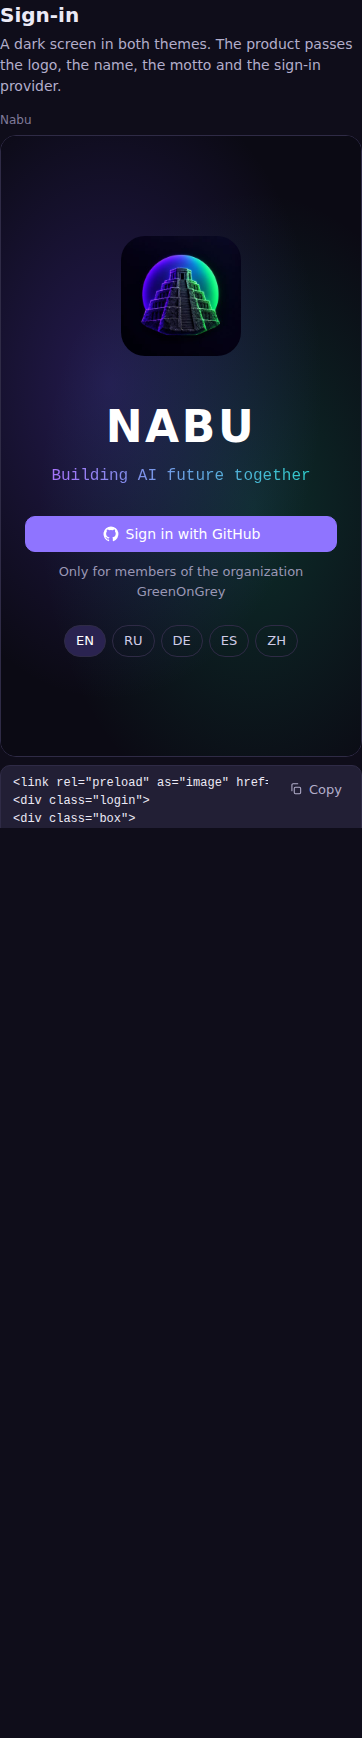 Sign-in
A dark screen in both themes. The product passes
the logo, the name, the motto and the sign-in
provider.
Nabu
NABU
Building AI future together
Sign in with GitHub
Only for members of the organization
GreenOnGrey
EN RU DE ES ZH
<link rel="preload" as="image" href=
Copy
<div class="login">
<div class="box">